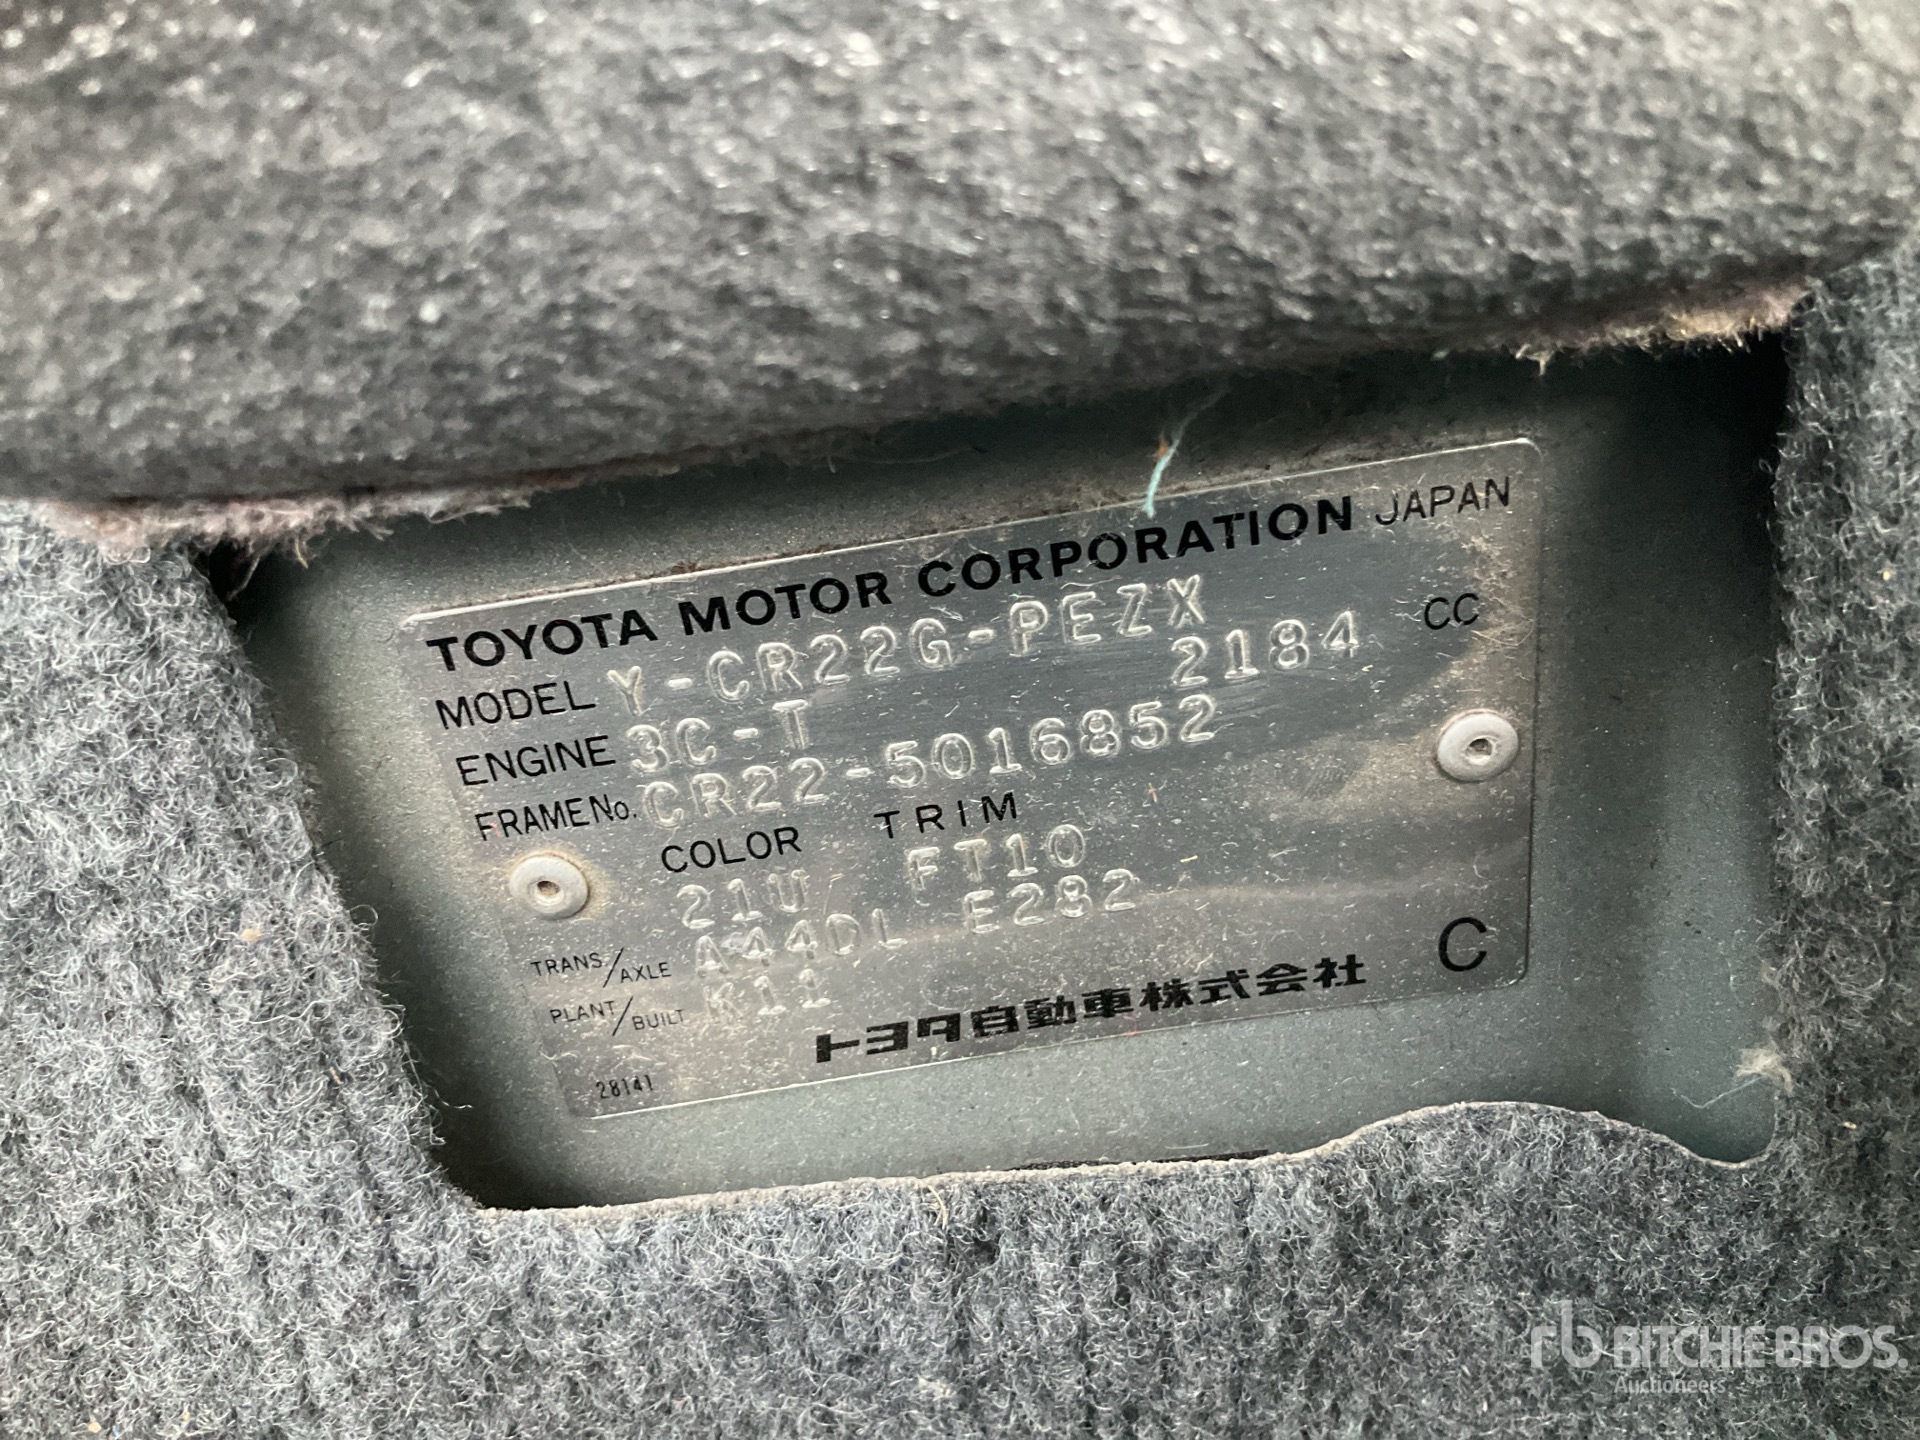 TOYOTA MOTOR CORPORATION JAPAN
MODEL Y-CR22G-PEZX
ENGINE 3C-T 2184 CC
FRAME No. CR22-5016852
COLOR TRIM
21U FT10
TRANS/AXLE A44DL E282
PLANT/BUILT K11
トヨタ自動車株式会社 C
28141
rb RITCHIE BROS.
Auctioneers